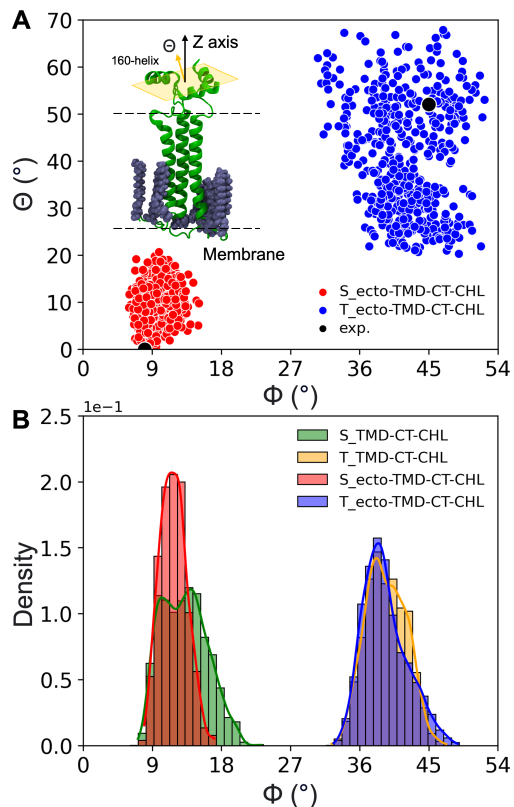 A
70
60
50
40
30
20
10
0
Θ (°)
Θ
Z axis
160-helix
Membrane
S_ecto-TMD-CT-CHL
T_ecto-TMD-CT-CHL
exp.
0 9 18 27 36 45 54
Φ (°)
B
1e-1
2.5
2.0
1.5
1.0
0.5
0.0
Density
S_TMD-CT-CHL
T_TMD-CT-CHL
S_ecto-TMD-CT-CHL
T_ecto-TMD-CT-CHL
0 9 18 27 36 45 54
Φ (°)